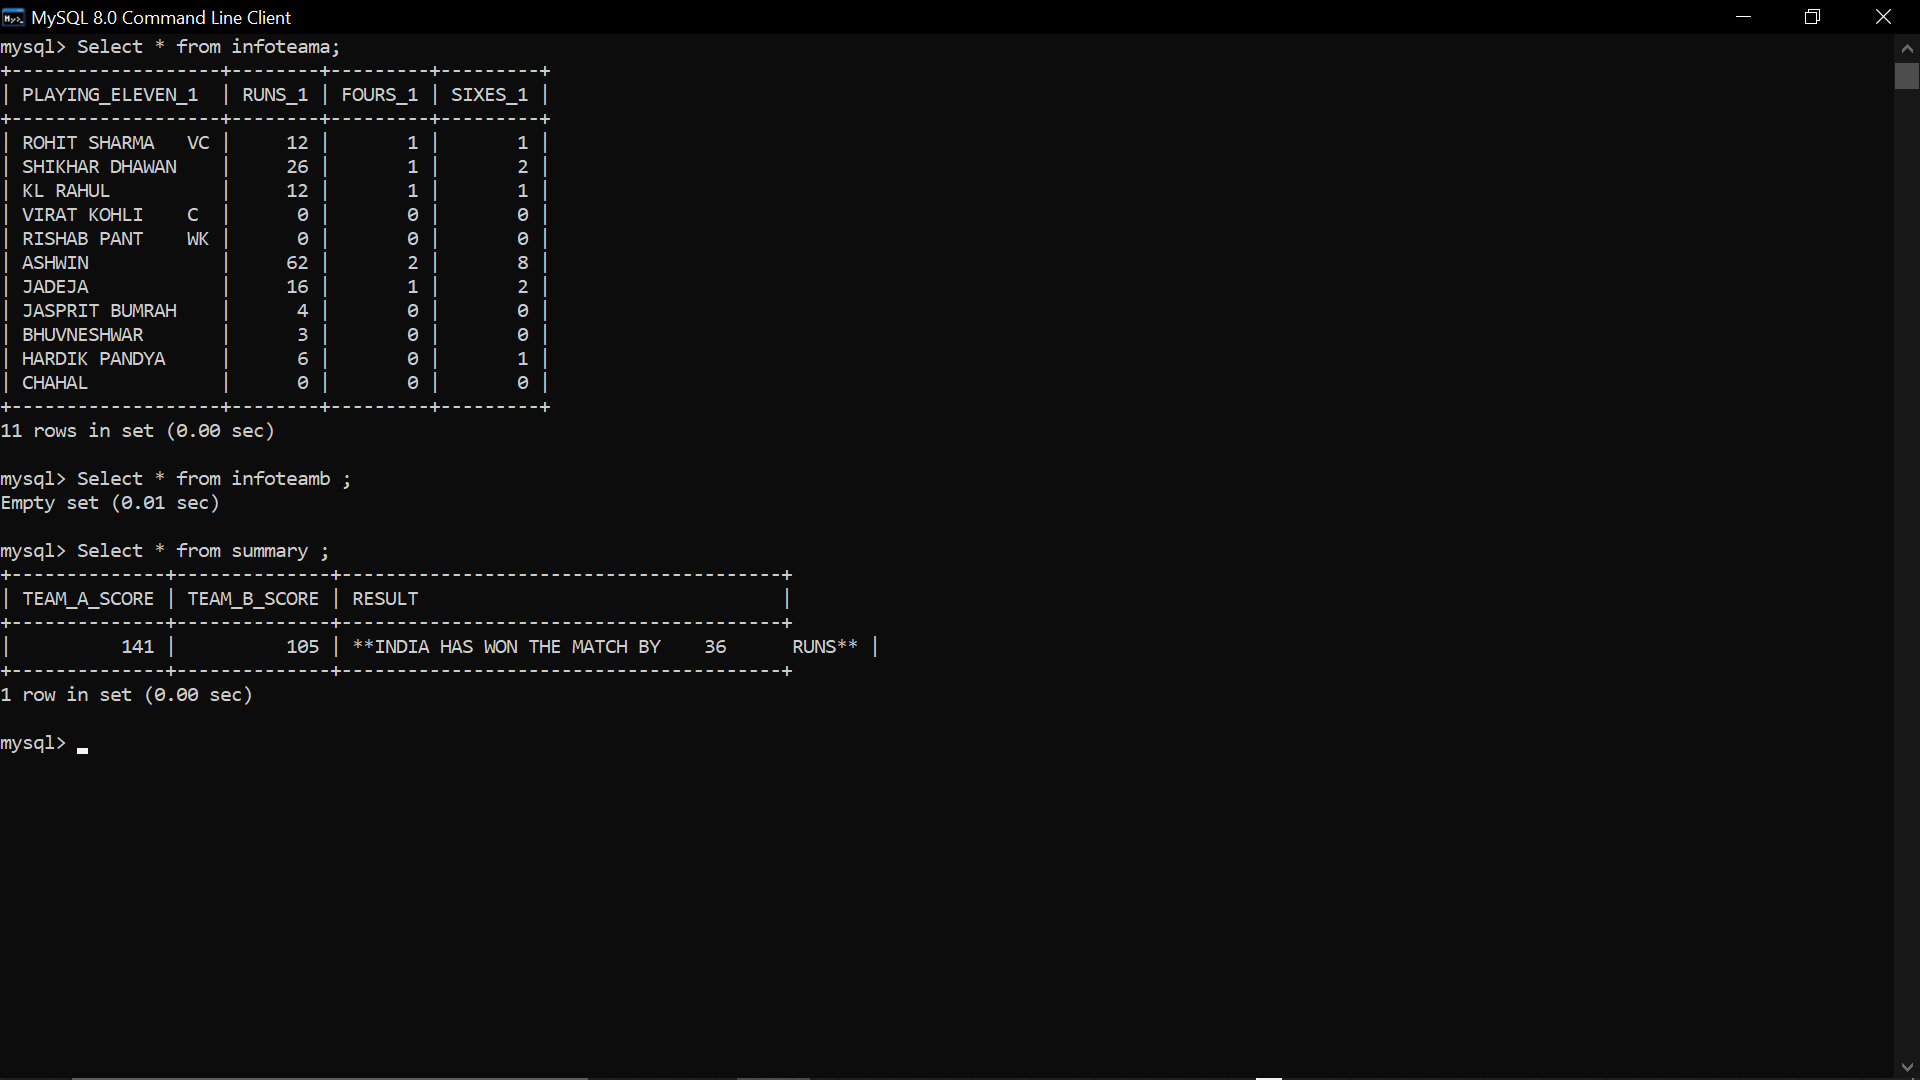 MySQL 8.0 Command Line Client
mysql> Select * from infoteama;
+-------------------+--------+---------+---------+
| PLAYING_ELEVEN_1  | RUNS_1 | FOURS_1 | SIXES_1 |
+-------------------+--------+---------+---------+
| ROHIT SHARMA   VC |     12 |       1 |       1 |
| SHIKHAR DHAWAN    |     26 |       1 |       2 |
| KL RAHUL          |     12 |       1 |       1 |
| VIRAT KOHLI    C  |      0 |       0 |       0 |
| RISHAB PANT    WK |      0 |       0 |       0 |
| ASHWIN            |     62 |       2 |       8 |
| JADEJA            |     16 |       1 |       2 |
| JASPRIT BUMRAH    |      4 |       0 |       0 |
| BHUVNESHWAR       |      3 |       0 |       0 |
| HARDIK PANDYA     |      6 |       0 |       1 |
| CHAHAL            |      0 |       0 |       0 |
+-------------------+--------+---------+---------+
11 rows in set (0.00 sec)

mysql> Select * from infoteamb ;
Empty set (0.01 sec)

mysql> Select * from summary ;
+--------------+--------------+----------------------------------------+
| TEAM_A_SCORE | TEAM_B_SCORE | RESULT                                 |
+--------------+--------------+----------------------------------------+
|          141 |          105 | **INDIA HAS WON THE MATCH BY    36      RUNS** |
+--------------+--------------+----------------------------------------+
1 row in set (0.00 sec)

mysql>